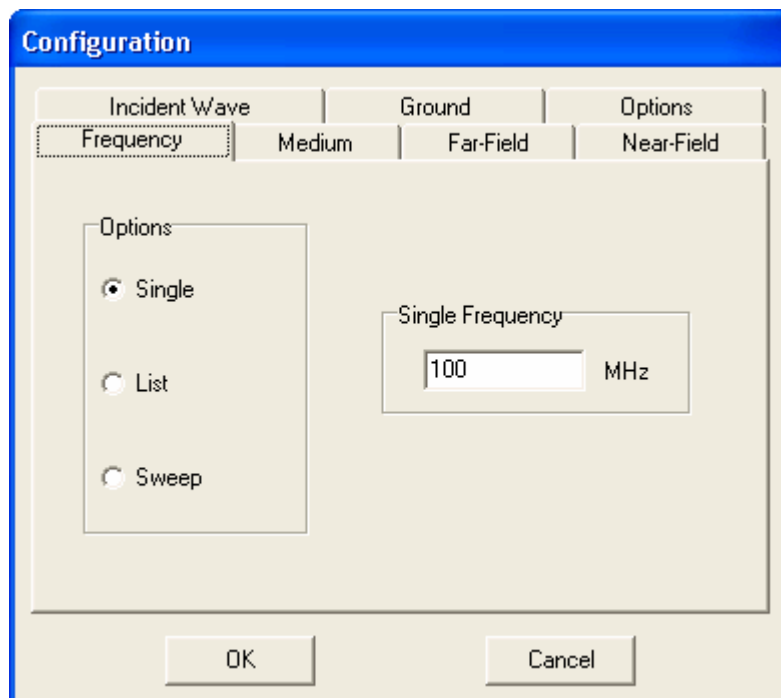 Configuration
Incident Wave Ground Options
Frequency Medium Far-Field Near-Field
Options
Single
List
Sweep
Single Frequency
100 MHz
OK Cancel